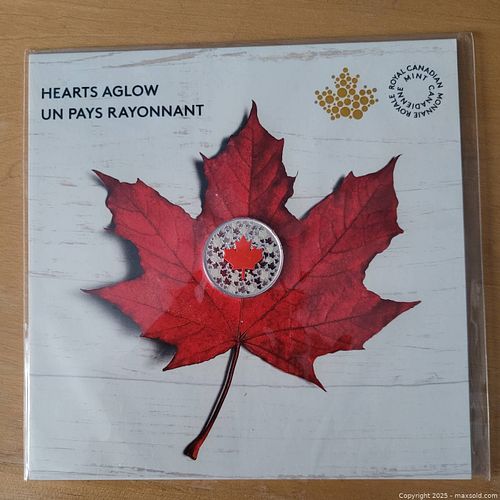 HEARTS AGLOW
UN PAYS RAYONNANT
ROYAL CANADIAN MINT
MONNAIE ROYALE CANADIENNE
Copyright 2025 - maxsold.com